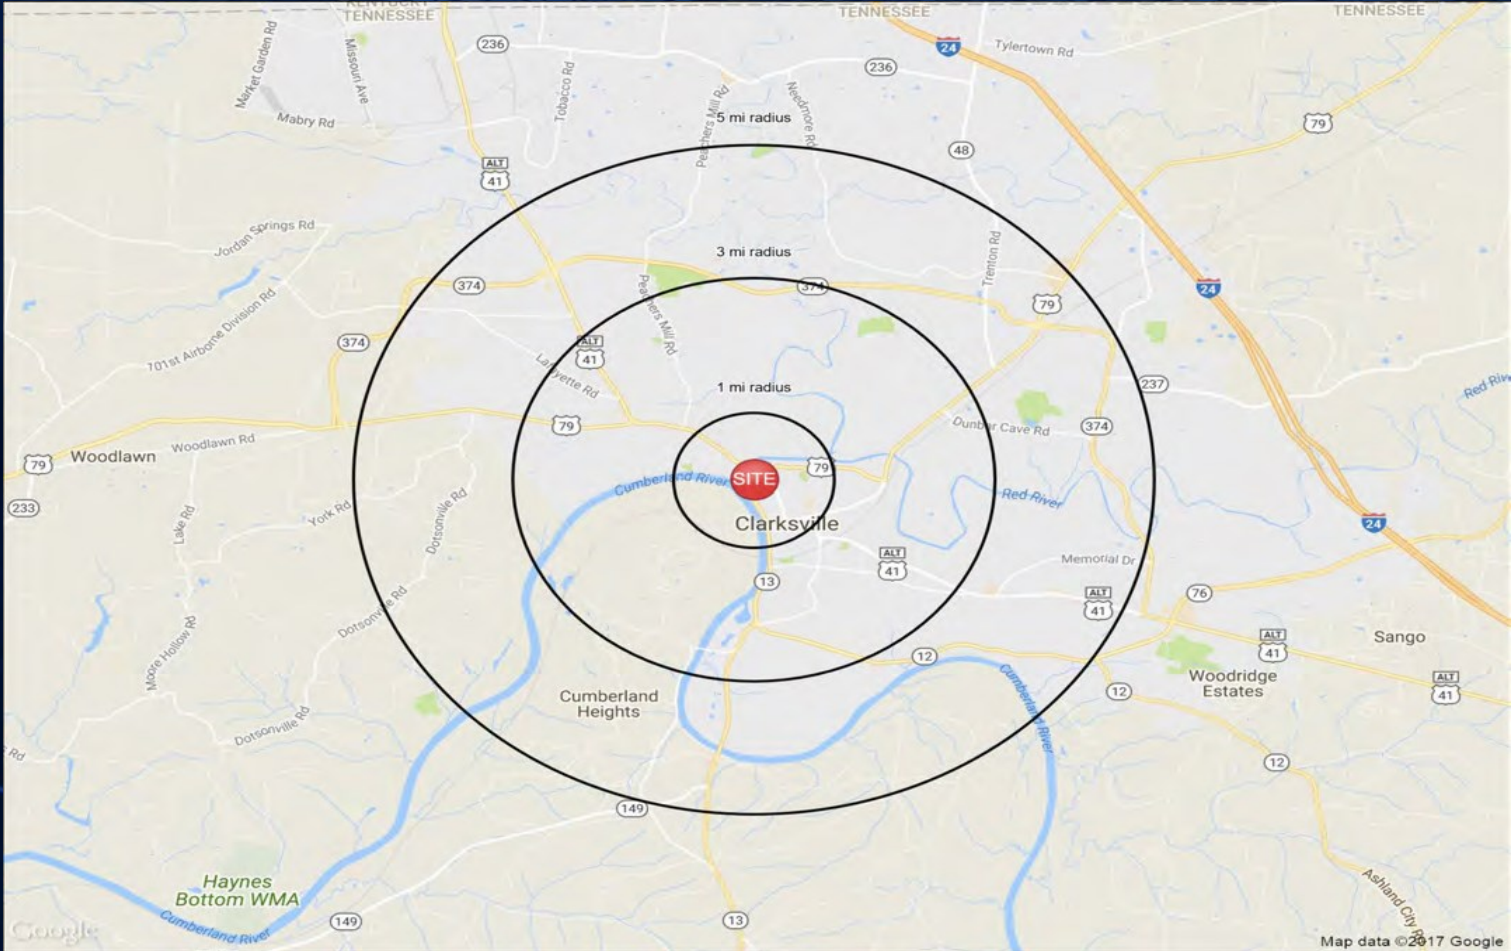 KENTUCKY
TENNESSEE
TENNESSEE
TENNESSEE
Market Garden Rd
Missouri Ave
236
Tobacco Rd
236
24
Tylertown Rd
Mabry Rd
Peachers Mill Rd
Needmore Rd
5 mi radius
79
48
ALT
41
Jordan Springs Rd
3 mi radius
Trenton Rd
374
374
24
Peachers Mill Rd
79
101st Airborne Division Rd
374
ALT
41
Lafayette Rd
1 mi radius
237
Red Riv
79
Dunbar Cave Rd
374
Woodlawn Rd
Woodlawn
79
79
SITE
Cumberland River
Red River
233
Lake Rd
York Rd
Dotsonville Rd
Clarksville
24
ALT
41
Memorial Dr
13
ALT
41
76
Dotsonville Rd
Moore Hollow Rd
ALT
41
Sango
12
Cumberland River
Woodridge
Estates
ALT
41
12
Cumberland
Heights
Dotsonville Rd
s Rd
12
149
Haynes
Bottom WMA
Cumberland River
149
13
Ashland City R
Google
Map data ©2017 Google